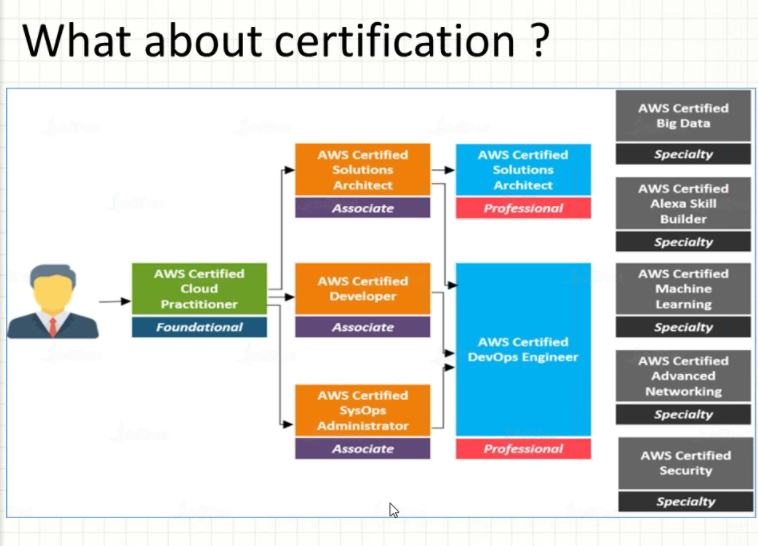 What about certification ?
AWS Certified
Cloud
Practitioner
Foundational
AWS Certified
Solutions
Architect
Associate
AWS Certified
Developer
Associate
AWS Certified
SysOps
Administrator
Associate
AWS Certified
Solutions
Architect
Professional
AWS Certified
DevOps Engineer
Professional
AWS Certified
Big Data
Specialty
AWS Certified
Alexa Skill
Builder
Specialty
AWS Certified
Machine
Learning
Specialty
AWS Certified
Advanced
Networking
Specialty
AWS Certified
Security
Specialty